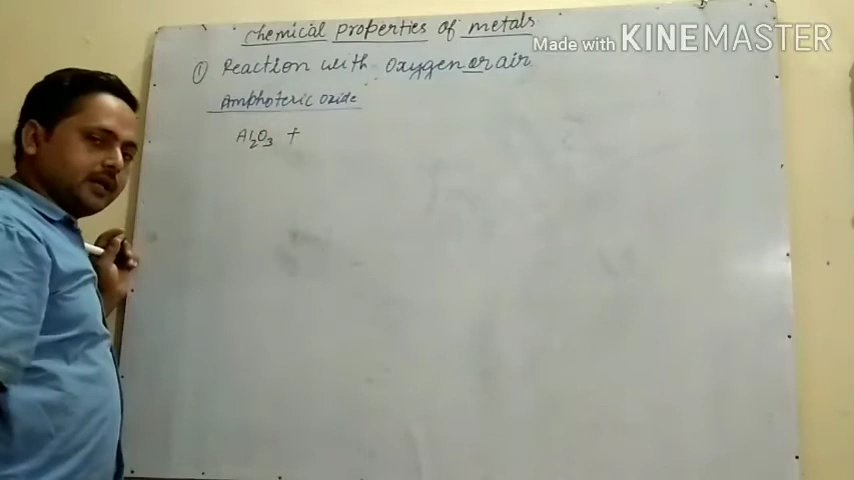 chemical properties of metals
Made with KINEMASTER
① Reaction with Oxygen or air
Amphoteric oxide
Al2O3 +